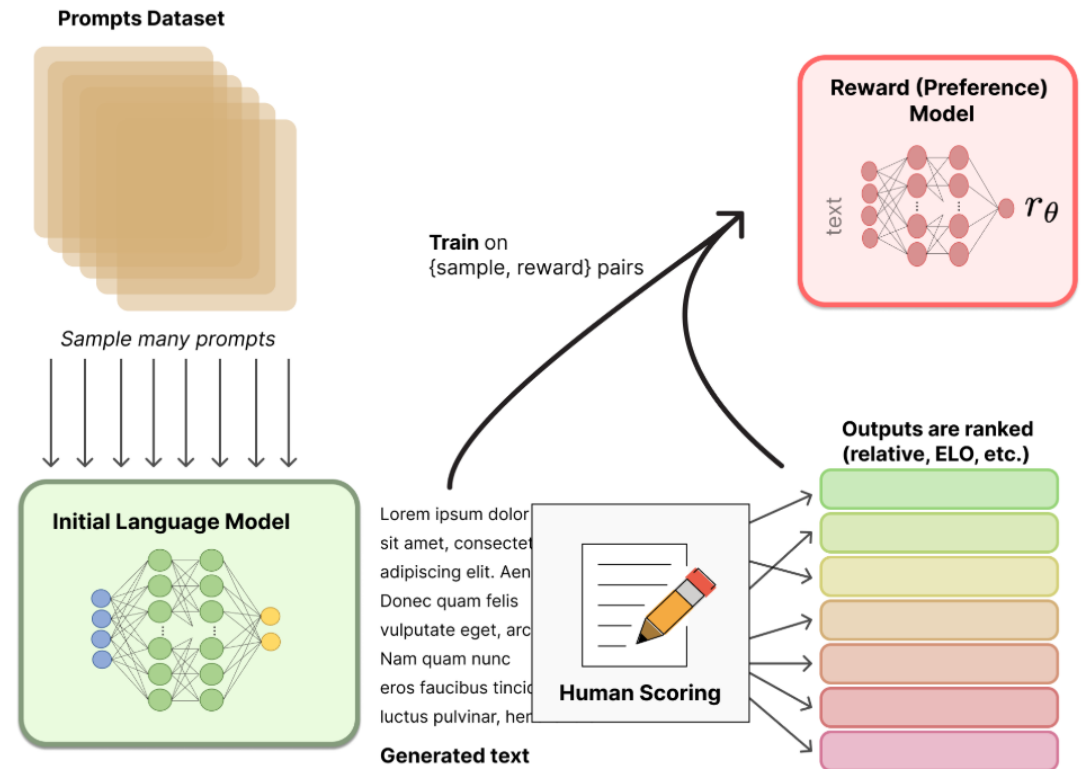 Prompts Dataset
Sample many prompts
Initial Language Model
Train on
{sample, reward} pairs
Reward (Preference)
Model
text
r_θ
Lorem ipsum dolor
sit amet, consectet
adipiscing elit. Aen
Donec quam felis
vulputate eget, arc
Nam quam nunc
eros faucibus tincid
luctus pulvinar, her
Generated text
Human Scoring
Outputs are ranked
(relative, ELO, etc.)